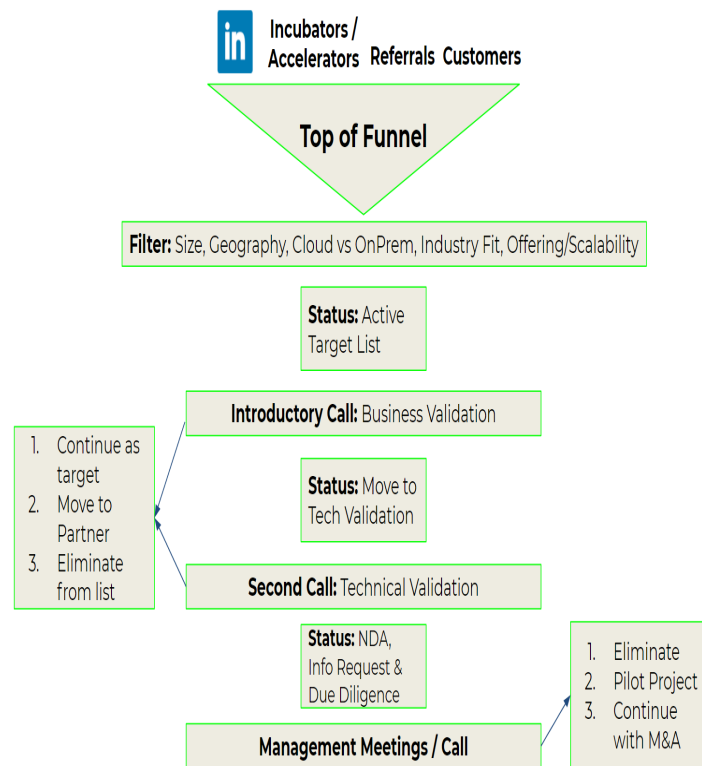 in
Incubators /
Accelerators
Referrals
Customers
Top of Funnel
Filter: Size, Geography, Cloud vs OnPrem, Industry Fit, Offering/Scalability
Status: Active
Target List
Introductory Call: Business Validation
1. Continue as
target
2. Move to
Partner
3. Eliminate
from list
Status: Move to
Tech Validation
Second Call: Technical Validation
Status: NDA,
Info Request &
Due Diligence
1. Eliminate
2. Pilot Project
3. Continue
with M&A
Management Meetings / Call